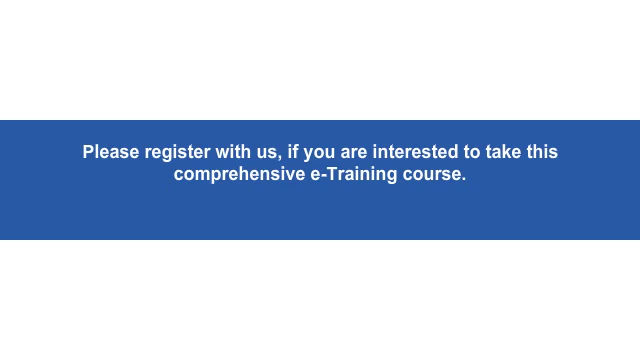 Please register with us, if you are interested to take this
comprehensive e-Training course.